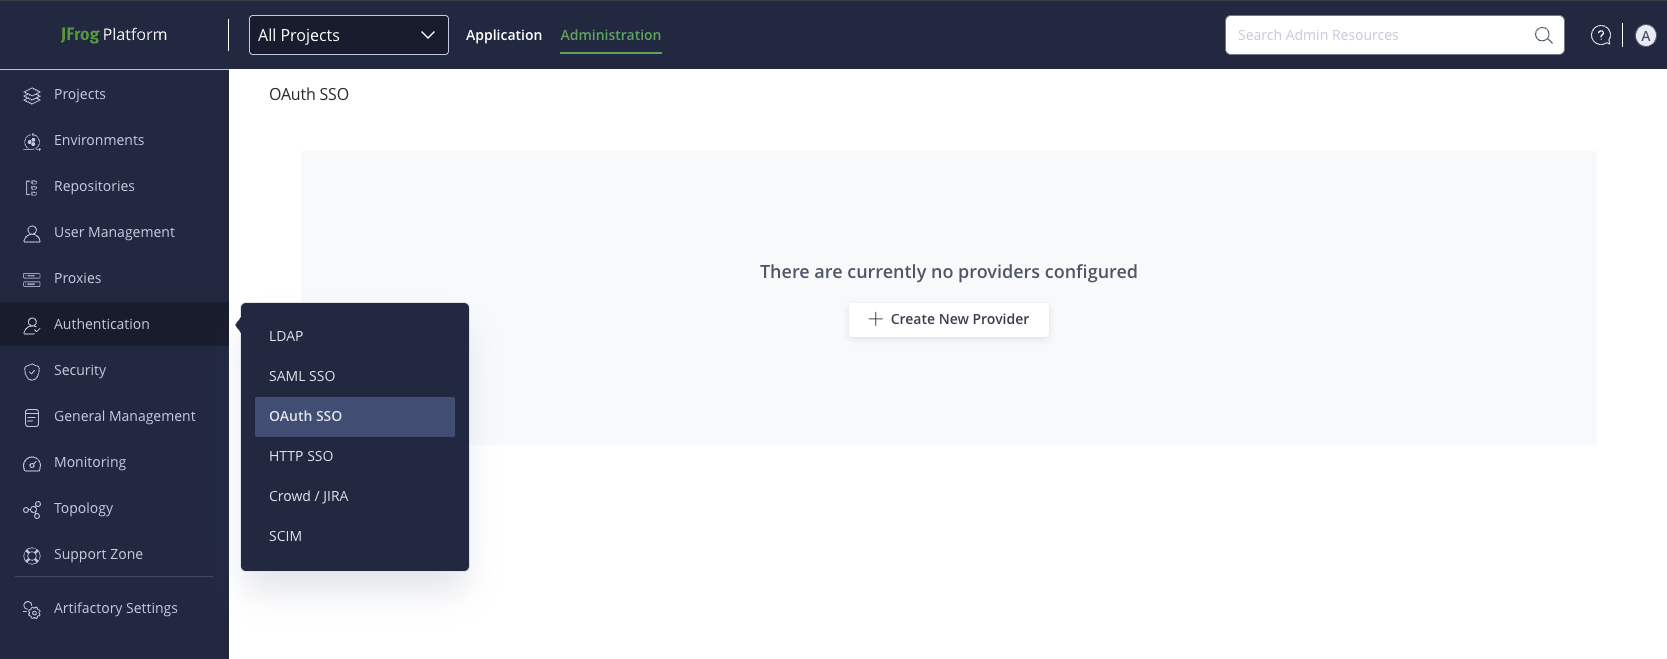 JFrog Platform
All Projects
Application
Administration
Search Admin Resources
?
A
Projects
Environments
Repositories
User Management
Proxies
Authentication
Security
General Management
Monitoring
Topology
Support Zone
Artifactory Settings
LDAP
SAML SSO
OAuth SSO
HTTP SSO
Crowd / JIRA
SCIM
OAuth SSO
There are currently no providers configured
Create New Provider